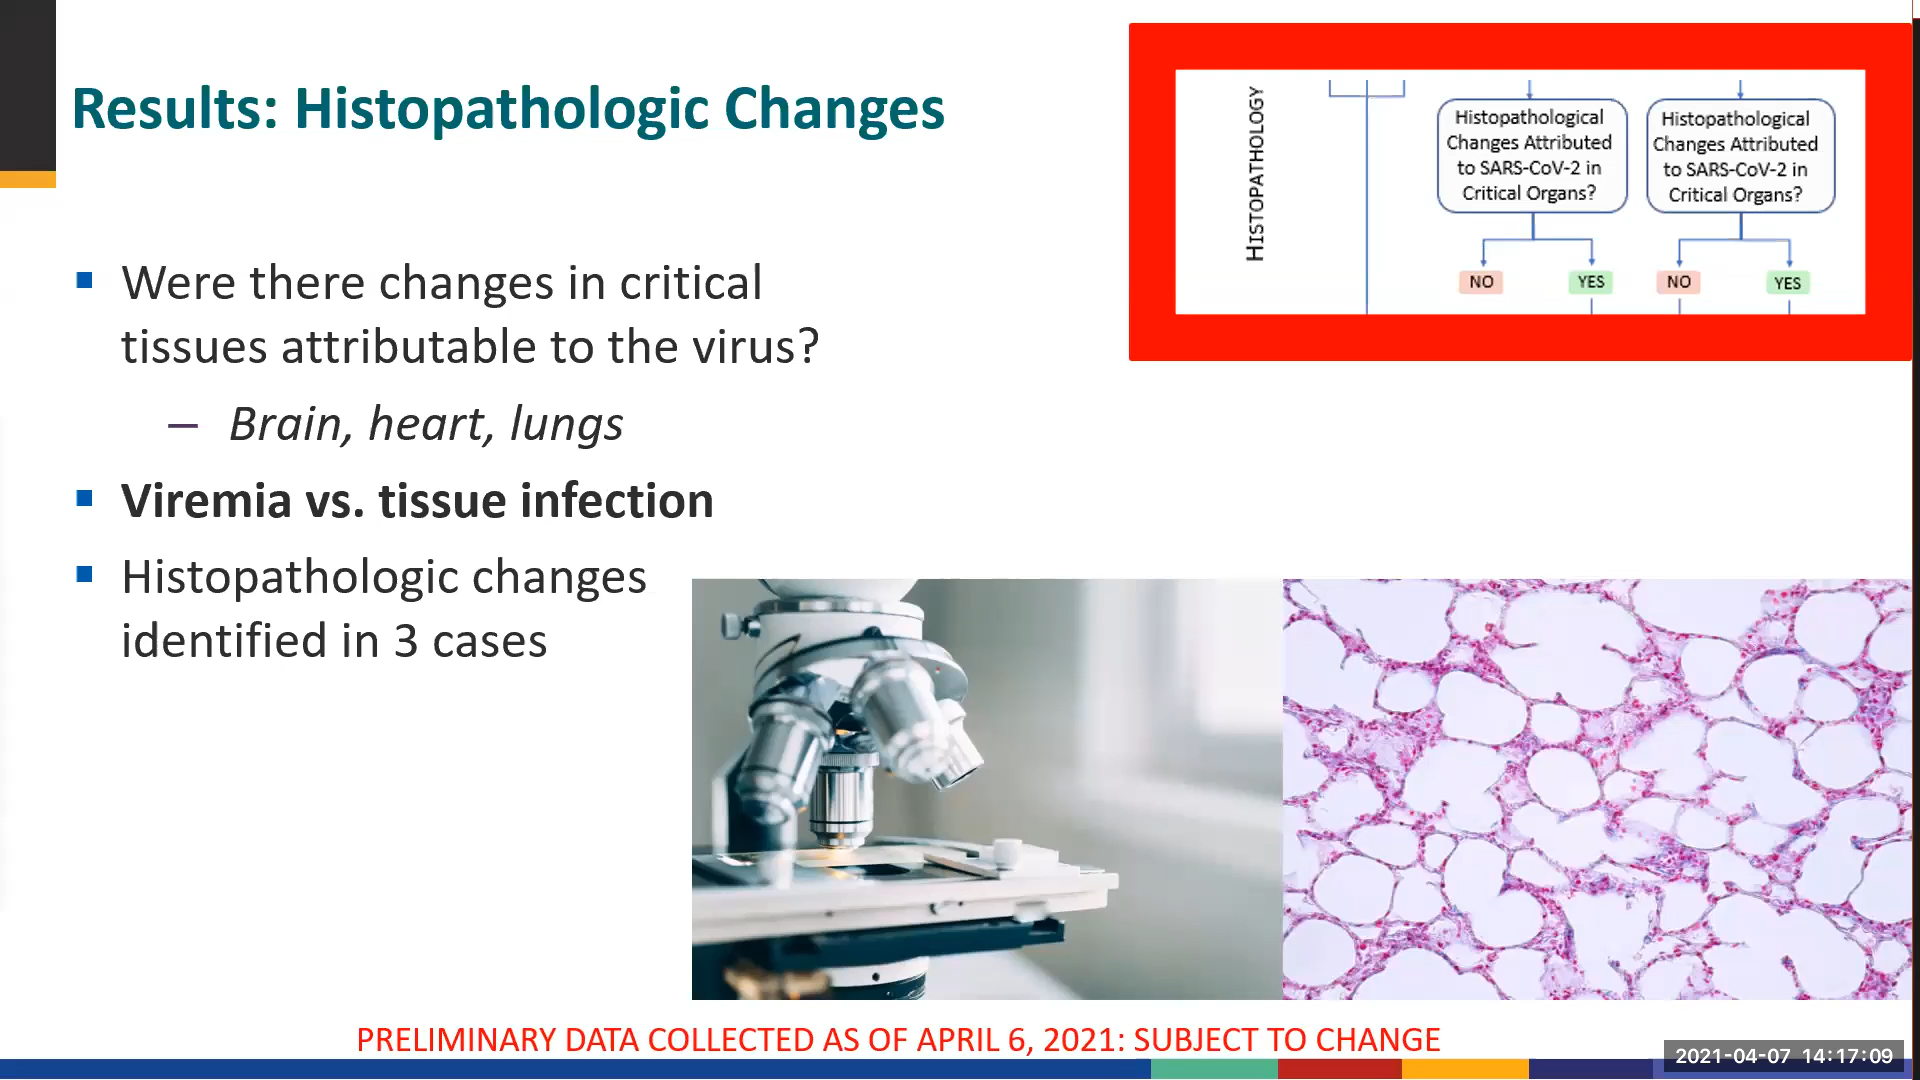 Results: Histopathologic Changes
HISTOPATHOLOGY
Histopathological
Changes Attributed
to SARS-CoV-2 in
Critical Organs?
NO
YES
Histopathological
Changes Attributed
to SARS-CoV-2 in
Critical Organs?
NO
YES
▪ Were there changes in critical
tissues attributable to the virus?
– Brain, heart, lungs
▪ Viremia vs. tissue infection
▪ Histopathologic changes
identified in 3 cases
PRELIMINARY DATA COLLECTED AS OF APRIL 6, 2021: SUBJECT TO CHANGE
2021-04-07 14:17:09